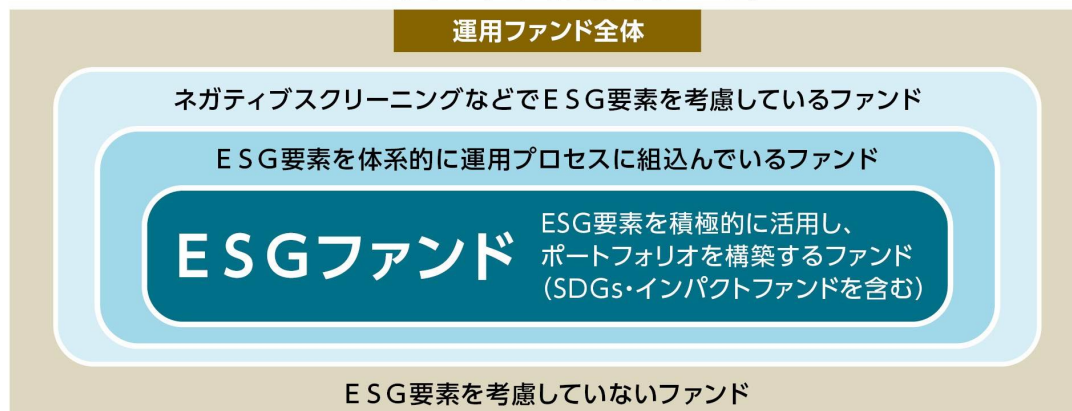 運用ファンド全体
ネガティブスクリーニングなどでESG要素を考慮しているファンド
ESG要素を体系的に運用プロセスに組込んでいるファンド
ESGファンド
ESG要素を積極的に活用し、
ポートフォリオを構築するファンド
(SDGs・インパクトファンドを含む)
ESG要素を考慮していないファンド